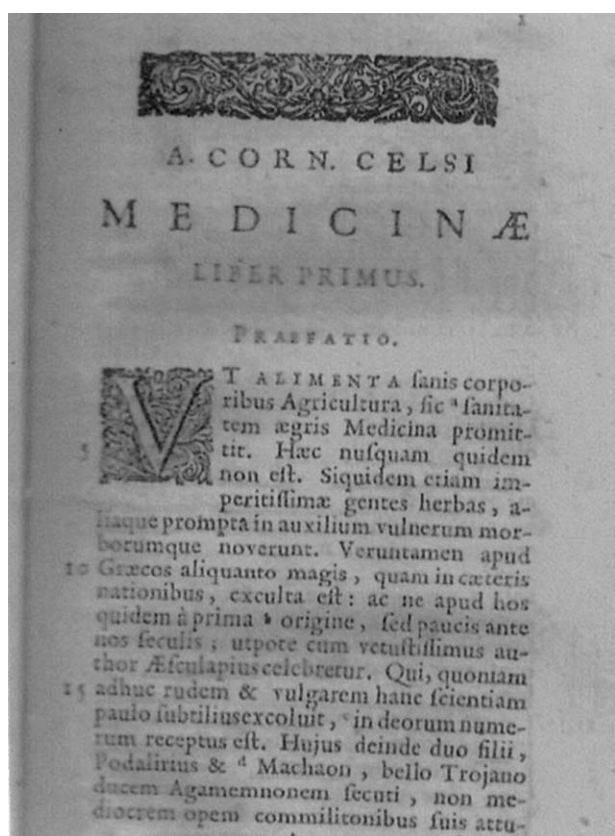 1
A. CORN. CELSI
MEDICINÆ
LIBER PRIMUS.
PRAEFATIO.
VT ALIMENTA ſanis corpo-
ribus Agricultura, ſic ᵃ ſanita-
tem ægris Medicina promit-
5 tit. Hæc nuſquam quidem
non eſt. Siquidem etiam im-
peritiſſimæ gentes herbas, a-
liaque prompta in auxilium vulnerum mor-
borumque noverunt. Veruntamen apud
10 Græcos aliquanto magis, quam in cæteris
nationibus, exculta eſt: ac ne apud hos
quidem à prima ᵇ origine, ſed paucis ante
nos ſeculis; utpote cum vetuſtiſſimus au-
thor Æſculapius celebretur. Qui, quoniam
15 adhuc rudem & vulgarem hanc ſcientiam
paulo ſubtilius excoluit, ᶜ in deorum nume-
rum receptus eſt. Hujus deinde duo filii,
Podalirius & ᵈ Machaon, bello Trojano
ducem Agamemnonem ſecuti, non me-
diocrem opem commilitonibus ſuis attu-